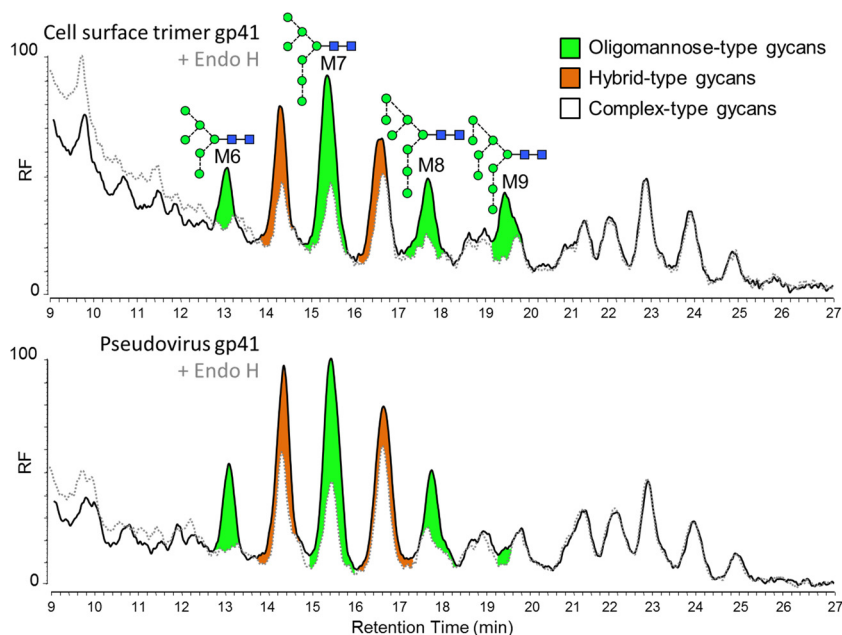 Cell surface trimer gp41
+ Endo H
Oligomannose-type gycans
Hybrid-type gycans
Complex-type gycans
M6
M7
M8
M9
100
RF
0
9 10 11 12 13 14 15 16 17 18 19 20 21 22 23 24 25 26 27
Pseudovirus gp41
+ Endo H
100
RF
0
9 10 11 12 13 14 15 16 17 18 19 20 21 22 23 24 25 26 27
Retention Time (min)